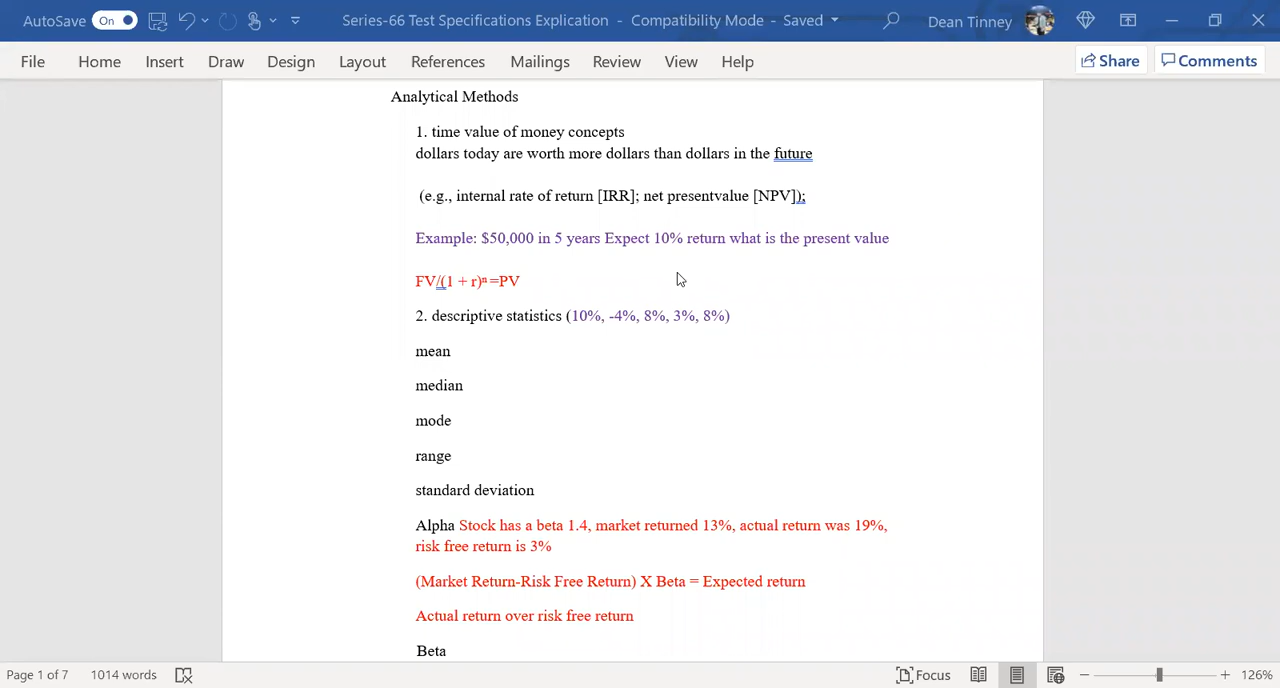 AutoSave On Series-66 Test Specifications Explication - Compatibility Mode - Saved Dean Tinney
File Home Insert Draw Design Layout References Mailings Review View Help Share Comments
Analytical Methods
1. time value of money concepts
dollars today are worth more dollars than dollars in the future
(e.g., internal rate of return [IRR]; net presentvalue [NPV]);
Example: $50,000 in 5 years Expect 10% return what is the present value
FV/(1 + r)ⁿ =PV
2. descriptive statistics (10%, -4%, 8%, 3%, 8%)
mean
median
mode
range
standard deviation
Alpha Stock has a beta 1.4, market returned 13%, actual return was 19%,
risk free return is 3%
(Market Return-Risk Free Return) X Beta = Expected return
Actual return over risk free return
Beta
Page 1 of 7 1014 words Focus 126%